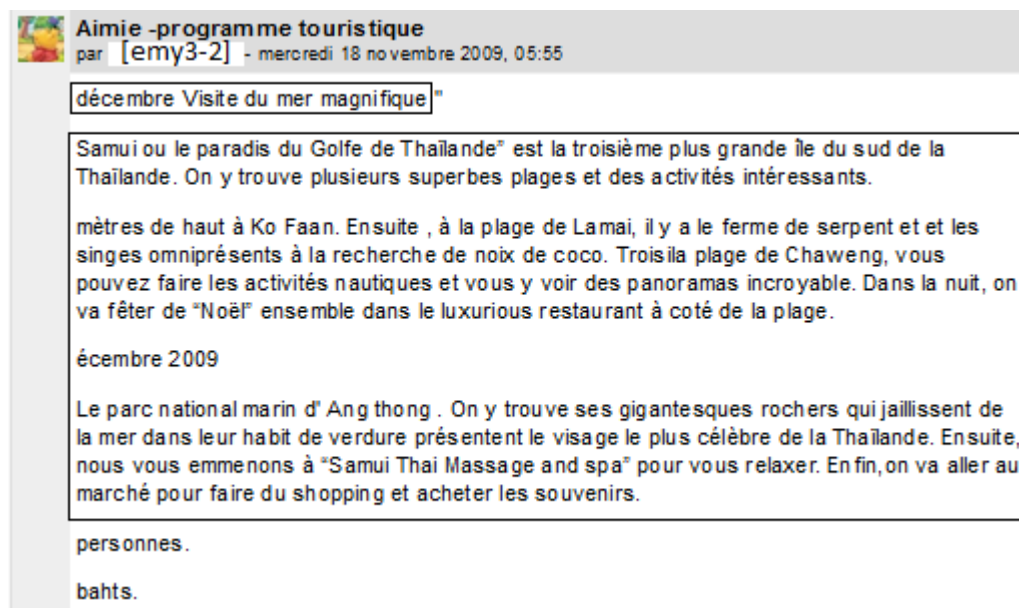 Aimie -programme touristique
par [emy3-2] - mercredi 18 novembre 2009, 05:55
décembre Visite du mer magnifique"
Samui ou le paradis du Golfe de Thaïlande" est la troisième plus grande île du sud de la
Thaïlande. On y trouve plusieurs superbes plages et des activités intéressants.
mètres de haut à Ko Faan. Ensuite , à la plage de Lamai, il y a le ferme de serpent et et les
singes omniprésents à la recherche de noix de coco. Troisila plage de Chaweng, vous
pouvez faire les activités nautiques et vous y voir des panoramas incroyable. Dans la nuit, on
va fêter de "Noël" ensemble dans le luxurious restaurant à coté de la plage.
écembre 2009
Le parc national marin d' Ang thong . On y trouve ses gigantesques rochers qui jaillissent de
la mer dans leur habit de verdure présentent le visage le plus célèbre de la Thaïlande. Ensuite,
nous vous emmenons à "Samui Thai Massage and spa" pour vous relaxer. Enfin, on va aller au
marché pour faire du shopping et acheter les souvenirs.
personnes.
bahts.